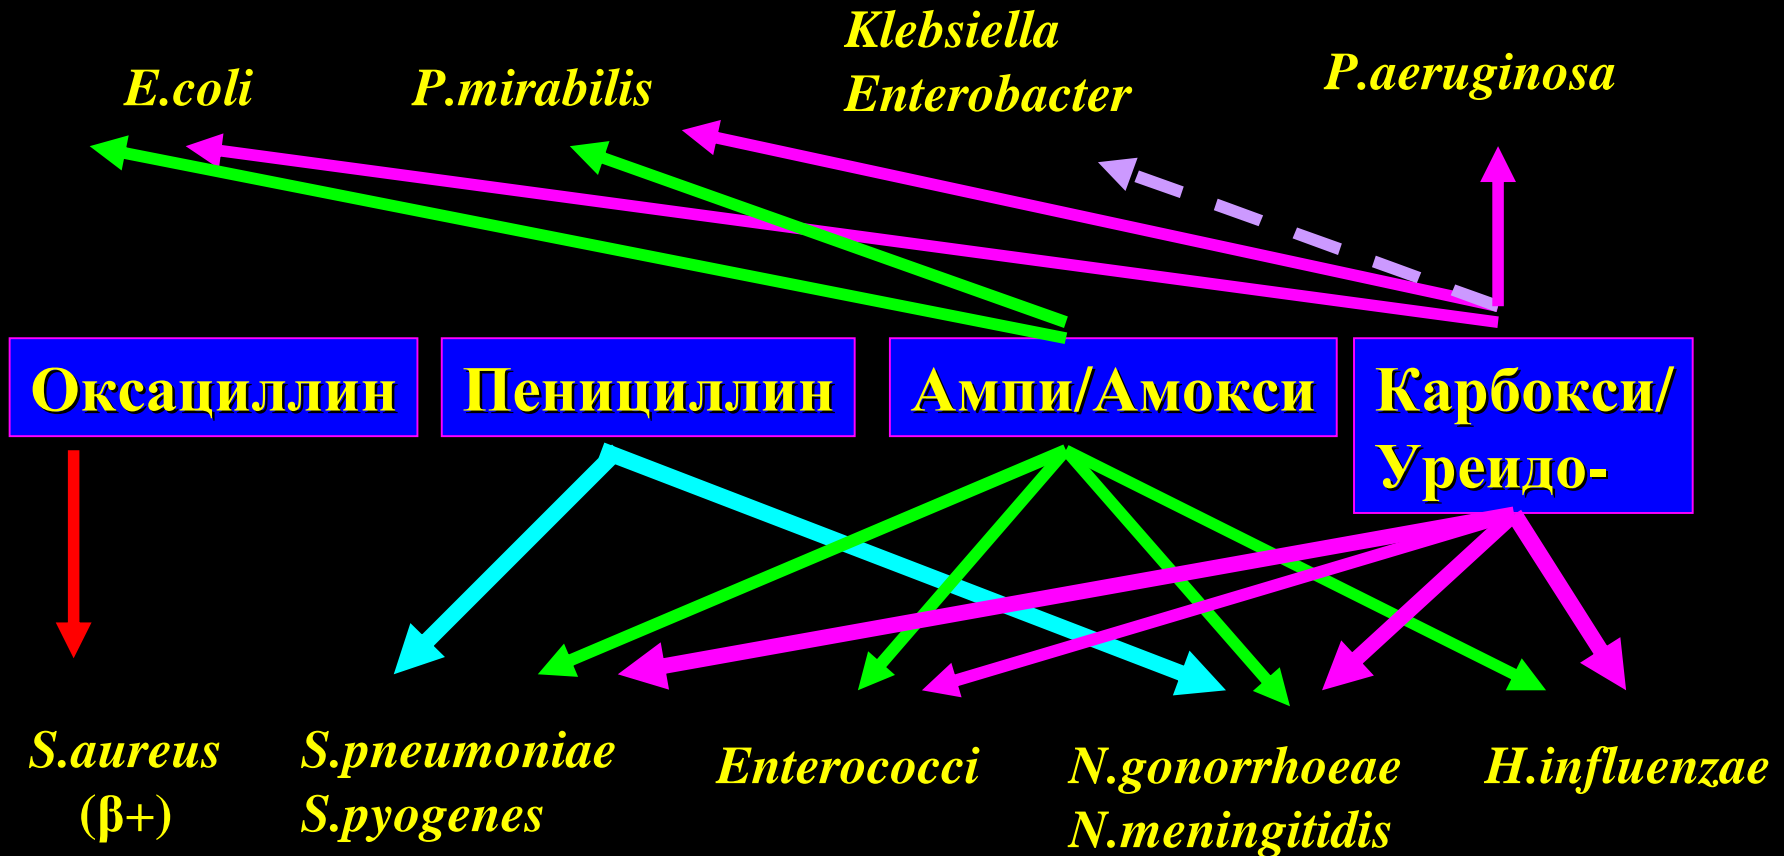 Klebsiella
Enterobacter
E.coli
P.mirabilis
P.aeruginosa
Оксациллин
Пенициллин
Ампи/Амокси
Карбокси/
Уреидо-
S.aureus
(β+)
S.pneumoniae
S.pyogenes
Enterococci
N.gonorrhoeae
N.meningitidis
H.influenzae